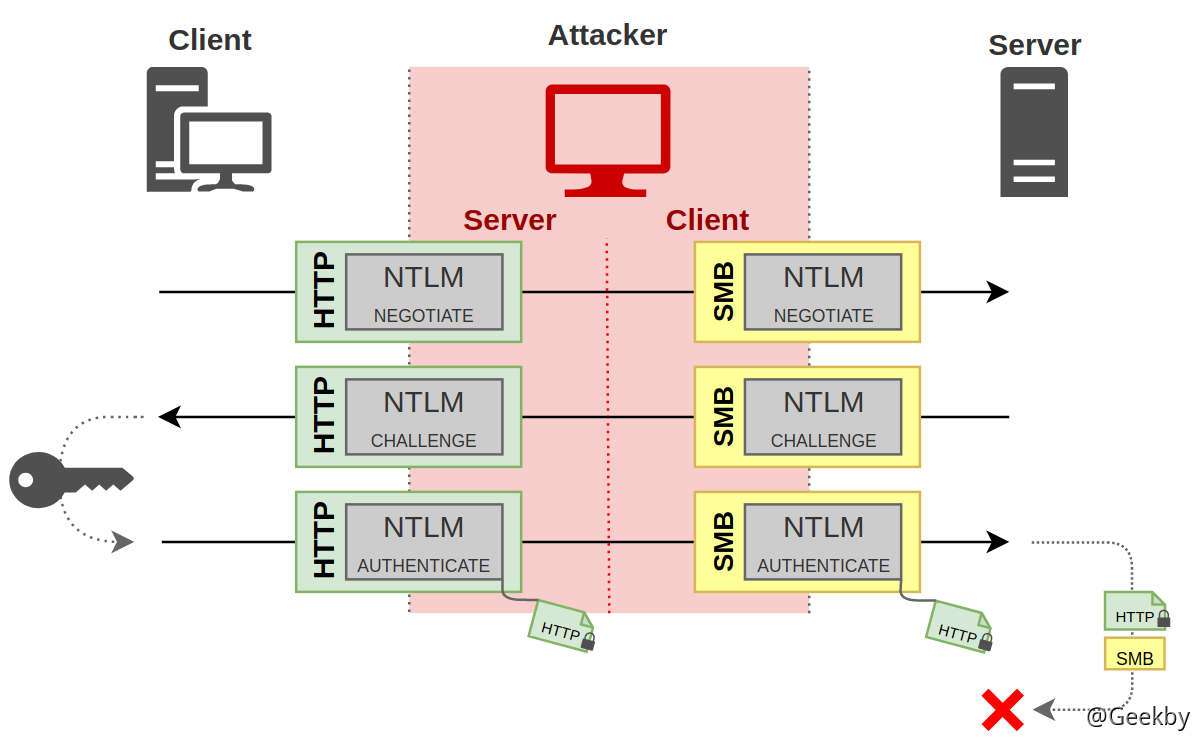 Client
Attacker
Server
Server
Client
HTTP
NTLM
NEGOTIATE
SMB
NTLM
NEGOTIATE
HTTP
NTLM
CHALLENGE
SMB
NTLM
CHALLENGE
HTTP
NTLM
AUTHENTICATE
SMB
NTLM
AUTHENTICATE
HTTP
HTTP
HTTP
SMB
@Geekby